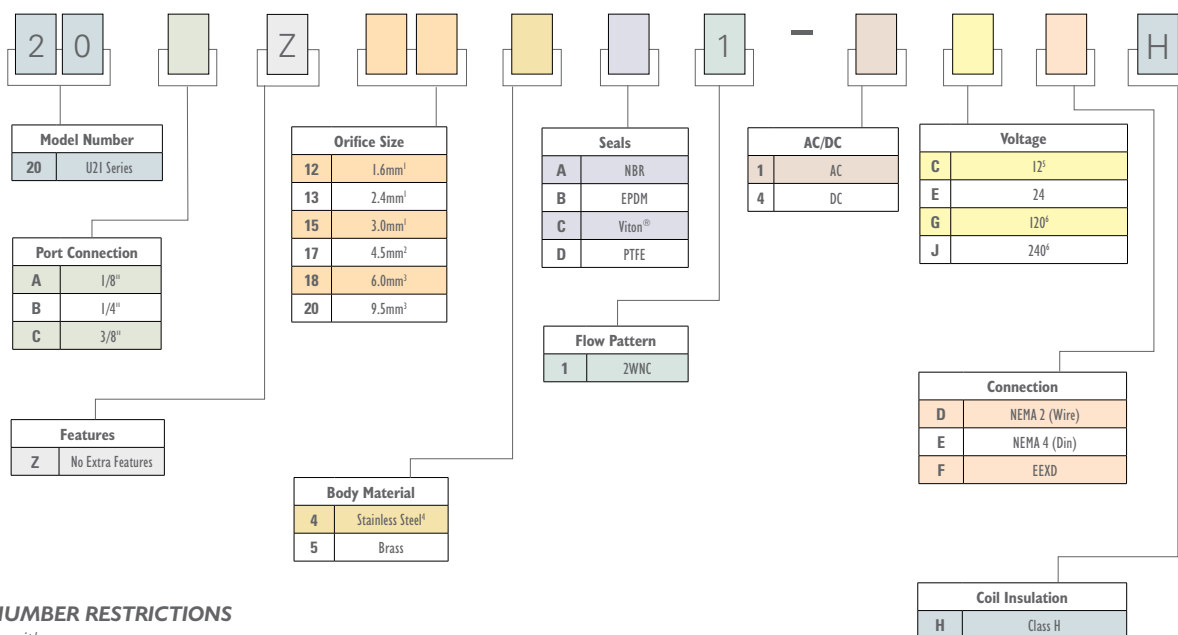 2 0 Z 1 – H
Model Number
20 U21 Series
Port Connection
A 1/8"
B 1/4"
C 3/8"
Features
Z No Extra Features
Orifice Size
12 1.6mm¹
13 2.4mm¹
15 3.0mm¹
17 4.5mm²
18 6.0mm³
20 9.5mm³
Body Material
4 Stainless Steel⁴
5 Brass
Seals
A NBR
B EPDM
C Viton®
D PTFE
Flow Pattern
1 2WNC
AC/DC
1 AC
4 DC
Voltage
C 12⁵
E 24
G 120⁶
J 240⁶
Connection
D NEMA 2 (Wire)
E NEMA 4 (Din)
F EEXD
Coil Insulation
H Class H
NUMBER RESTRICTIONS